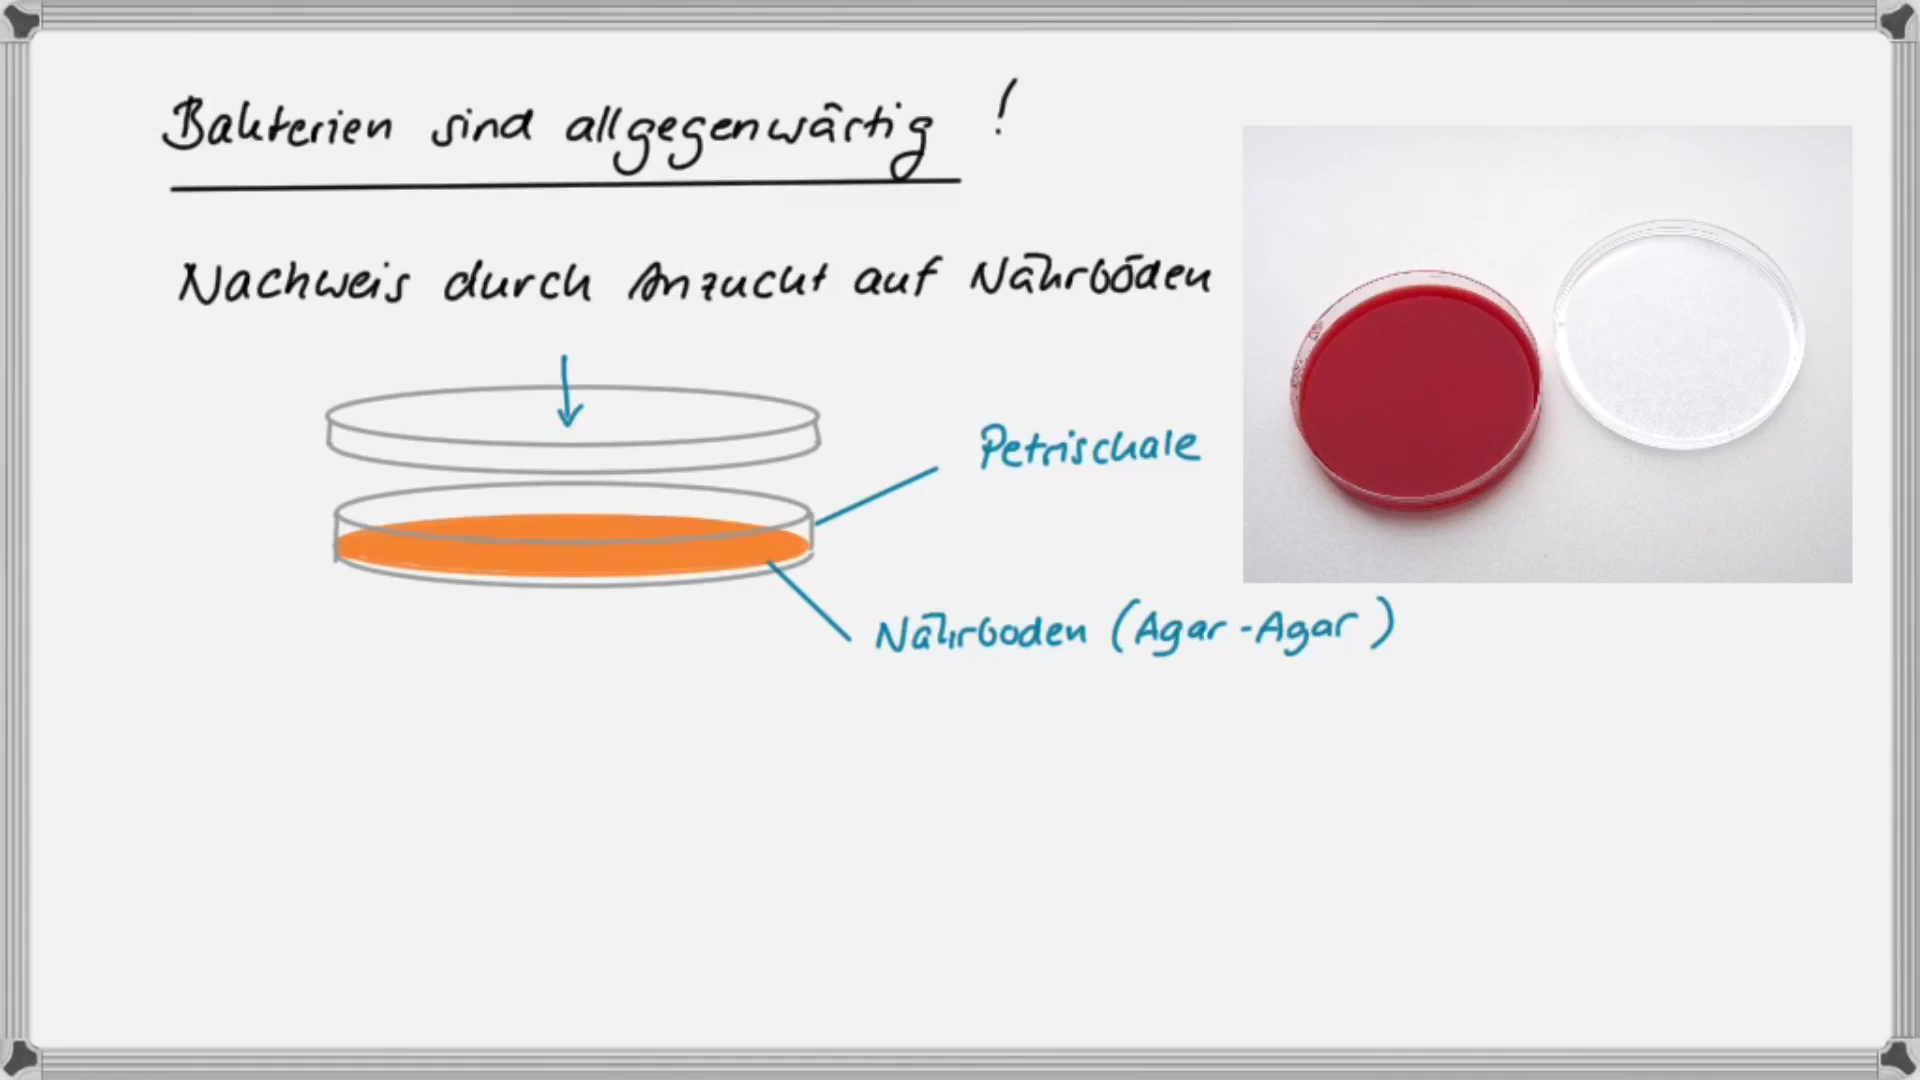 Bakterien sind allgegenwärtig !
Nachweis durch Anzucht auf Nährböden
Petrischale
Nährboden (Agar-Agar)